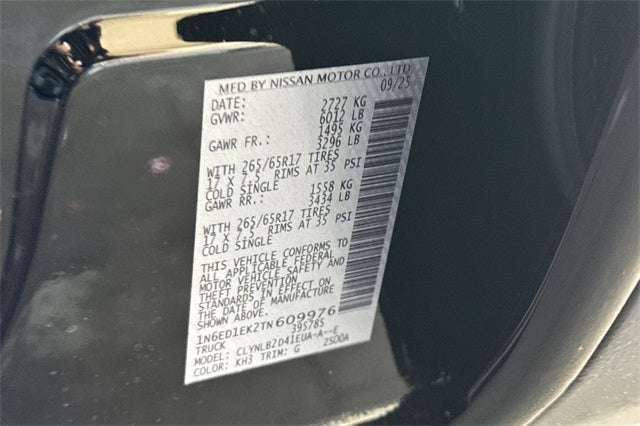 MFD BY NISSAN MOTOR CO., LTD.
DATE: 09/25
GVWR: 2727 KG
6012 LB
GAWR FR.: 1495 KG
3296 LB
WITH 265/65R17 TIRES
17 X 7.5 RIMS AT 35 PSI
COLD SINGLE
GAWR RR.: 1558 KG
3434 LB
WITH 265/65R17 TIRES
17 X 7.5 RIMS AT 35 PSI
COLD SINGLE
THIS VEHICLE CONFORMS TO
ALL APPLICABLE FEDERAL
MOTOR VEHICLE SAFETY AND
THEFT PREVENTION
STANDARDS IN EFFECT ON
THE DATE OF MANUFACTURE
SHOWN ABOVE.
1N6ED1EK2TN609976
TRUCK 395785
MODEL: CLYNLB2D41EUA-A--E
COLOR: KH3 TRIM: G 2S00A